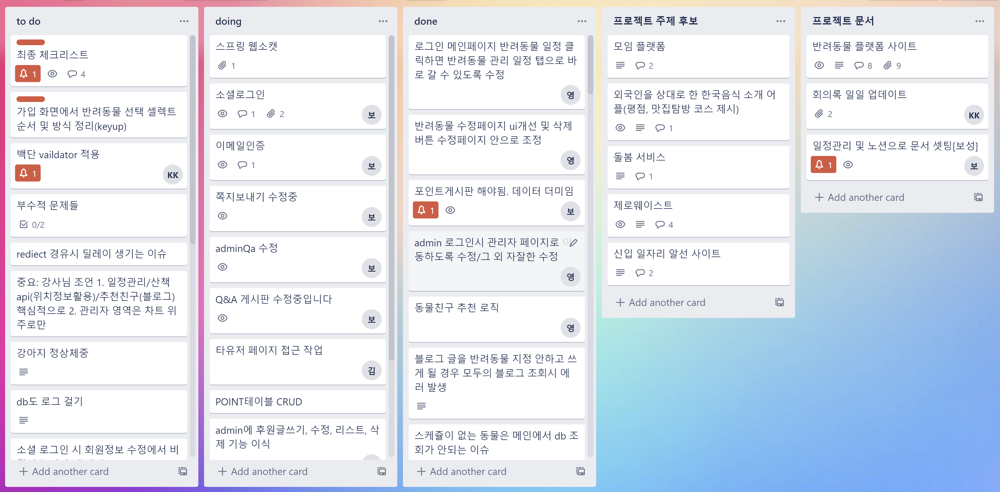 to do
최종 체크리스트
1
4
가입 화면에서 반려동물 선택 셀렉트
순서 및 방식 정리(keyup)
백단 vaildator 적용
1
KK
부수적 문제들
0/2
rediect 경유시 딜레이 생기는 이슈
중요: 강사님 조언 1. 일정관리/산책
api(위치정보활용)/추천친구(블로그)
핵심적으로 2. 관리자 영역은 차트 위
주로만
강아지 정상체중
db도 로그 걸기
소셜 로그인 시 회원정보 수정에서 비
Add another card
doing
스프링 웹소캣
1
소셜로그인
1
2
보
이메일인증
1
보
쪽지보내기 수정중
보
adminQa 수정
보
Q&A 게시판 수정중입니다
보
타유저 페이지 접근 작업
김
POINT테이블 CRUD
admin에 후원글쓰기, 수정, 리스트, 삭
제 기능 이식
Add another card
done
로그인 메인페이지 반려동물 일정 클
릭하면 반려동물 관리 일정 탭으로 바
로 갈 수 있도록 수정
영
반려동물 수정페이지 ui개선 및 삭제
버튼 수정페이지 안으로 조정
영
포인트게시판 해야됨. 데이터 더미임
1
보
admin 로그인시 관리자 페이지로 이
동하도록 수정/그 외 자잘한 수정
영
동물친구 추천 로직
영
블로그 글을 반려동물 지정 안하고 쓰
게 될 경우 모두의 블로그 조회시 에
러 발생
스케쥴이 없는 동물은 메인에서 db 조
회가 안되는 이슈
Add another card
프로젝트 주제 후보
모임 플랫폼
2
외국인을 상대로 한 한국음식 소개 어
플(평점, 맛집탐방 코스 제시)
1
돌봄 서비스
1
제로웨이스트
4
신입 일자리 알선 사이트
2
Add another card
프로젝트 문서
반려동물 플랫폼 사이트
8
9
회의록 일일 업데이트
2
KK
일정관리 및 노션으로 문서 셋팅[보성]
1
보
Add another card